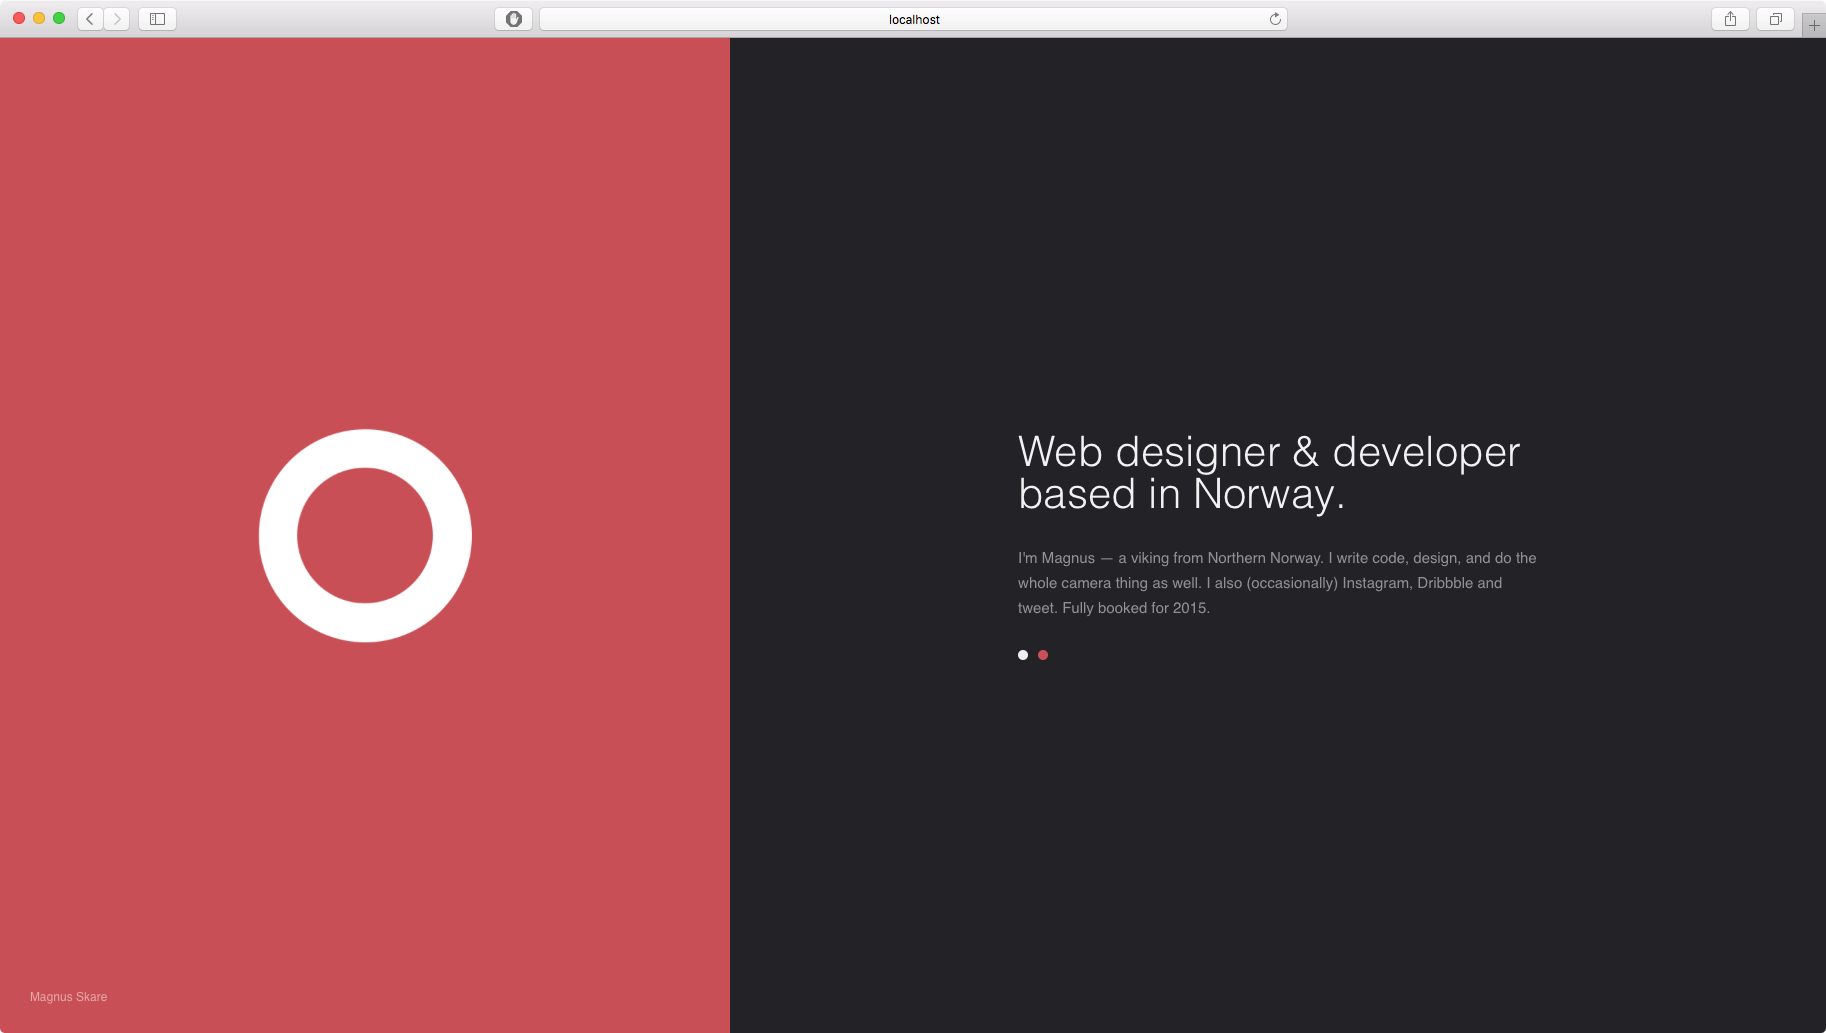 localhost
Web designer & developer
based in Norway.
I'm Magnus — a viking from Northern Norway. I write code, design, and do the
whole camera thing as well. I also (occasionally) Instagram, Dribbble and
tweet. Fully booked for 2015.
Magnus Skare